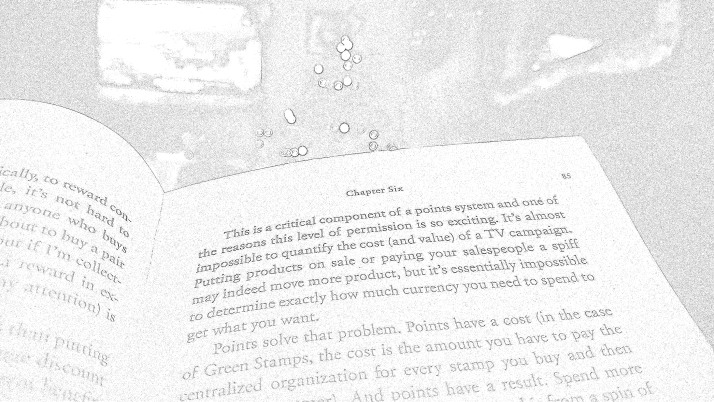 ically, to reward con-
le, it's not hard to
anyone who buys
bout to buy a pair
but if I'm collect-
a reward in ex-
ny attention) is
than putting
discount
Chapter Six
85
This is a critical component of a points system and one of
the reasons this level of permission is so exciting. It's almost
impossible to quantify the cost (and value) of a TV campaign.
Putting products on sale or paying your salespeople a spiff
may indeed move more product, but it's essentially impossible
to determine exactly how much currency you need to spend to
get what you want.
Points solve that problem. Points have a cost (in the case
of Green Stamps, the cost is the amount you have to pay the
centralized organization for every stamp you buy and then
And points have a result. Spend more
from a spin of